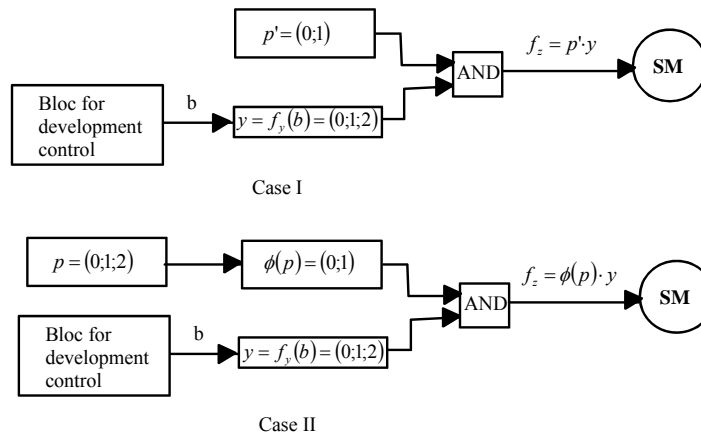 p' = (0;1)
f_z = p'·y
AND
SM
Bloc for
development
control
b
y = f_y(b) = (0;1;2)
Case I
p = (0;1;2)
ϕ(p) = (0;1)
f_z = ϕ(p)· y
AND
SM
Bloc for
development
control
b
y = f_y(b) = (0;1;2)
Case II